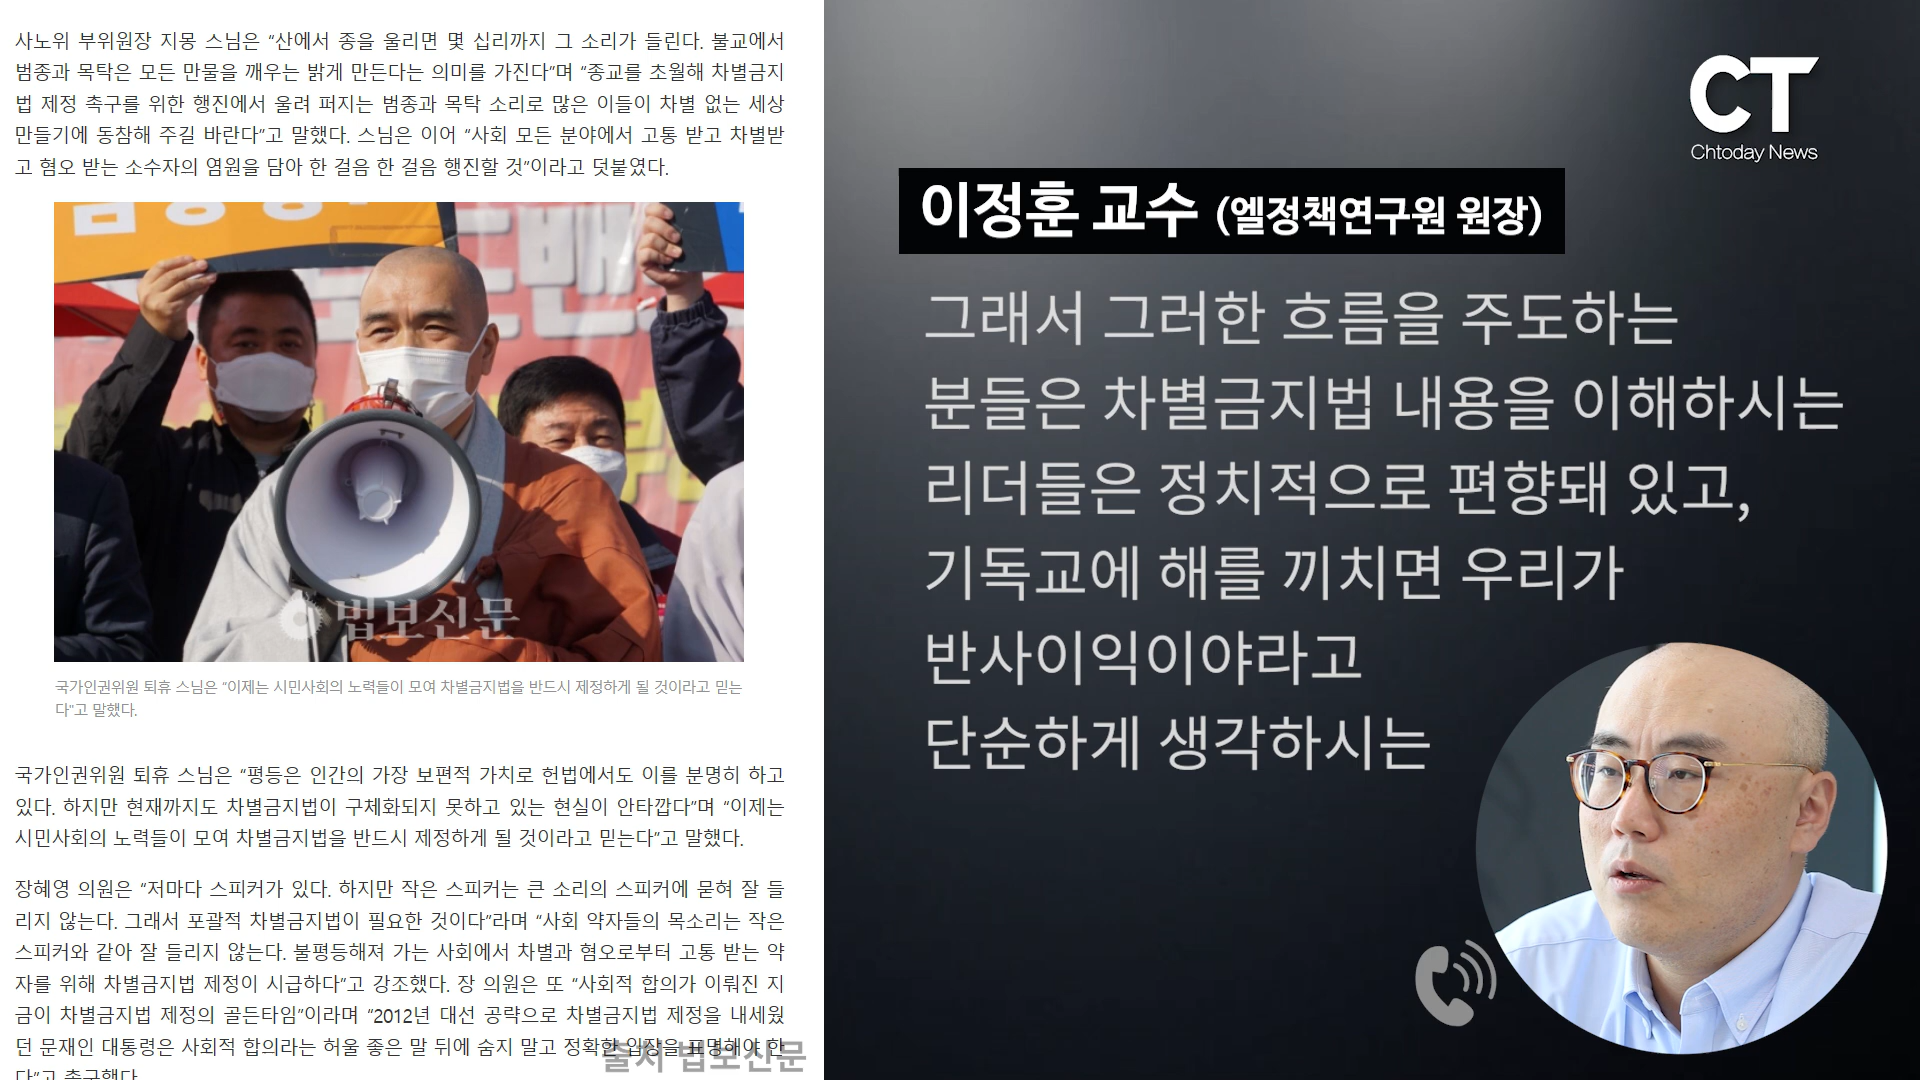 사노위 부위원장 지몽 스님은 “산에서 종을 울리면 몇 십리까지 그 소리가 들린다. 불교에서
범종과 목탁은 모든 만물을 깨우는 밝게 만든다는 의미를 가진다”며 “종교를 초월해 차별금지
법 제정 촉구를 위한 행진에서 울려 퍼지는 범종과 목탁 소리로 많은 이들이 차별 없는 세상
만들기에 동참해 주길 바란다”고 말했다. 스님은 이어 “사회 모든 분야에서 고통 받고 차별받
고 혐오 받는 소수자의 염원을 담아 한 걸음 한 걸음 행진할 것”이라고 덧붙였다.
법보신문
국가인권위원 퇴휴 스님은 “이제는 시민사회의 노력들이 모여 차별금지법을 반드시 제정하게 될 것이라고 믿는
다"고 말했다.
국가인권위원 퇴휴 스님은 “평등은 인간의 가장 보편적 가치로 헌법에서도 이를 분명히 하고
있다. 하지만 현재까지도 차별금지법이 구체화되지 못하고 있는 현실이 안타깝다”며 “이제는
시민사회의 노력들이 모여 차별금지법을 반드시 제정하게 될 것이라고 믿는다”고 말했다.
장혜영 의원은 “저마다 스피커가 있다. 하지만 작은 스피커는 큰 소리의 스피커에 묻혀 잘 들
리지 않는다. 그래서 포괄적 차별금지법이 필요한 것이다”라며 “사회 약자들의 목소리는 작은
스피커와 같아 잘 들리지 않는다. 불평등해져 가는 사회에서 차별과 혐오로부터 고통 받는 약
자를 위해 차별금지법 제정이 시급하다”고 강조했다. 장 의원은 또 “사회적 합의가 이뤄진 지
금이 차별금지법 제정의 골든타임”이라며 “2012년 대선 공략으로 차별금지법 제정을 내세웠
던 문재인 대통령은 사회적 합의라는 허울 좋은 말 뒤에 숨지 말고 정확한 입장을 표명해야 한
다”고 촉구했다.
출처 법보신문
CT
Chtoday News
이정훈 교수 (엘정책연구원 원장)
그래서 그러한 흐름을 주도하는
분들은 차별금지법 내용을 이해하시는
리더들은 정치적으로 편향돼 있고,
기독교에 해를 끼치면 우리가
반사이익이야라고
단순하게 생각하시는